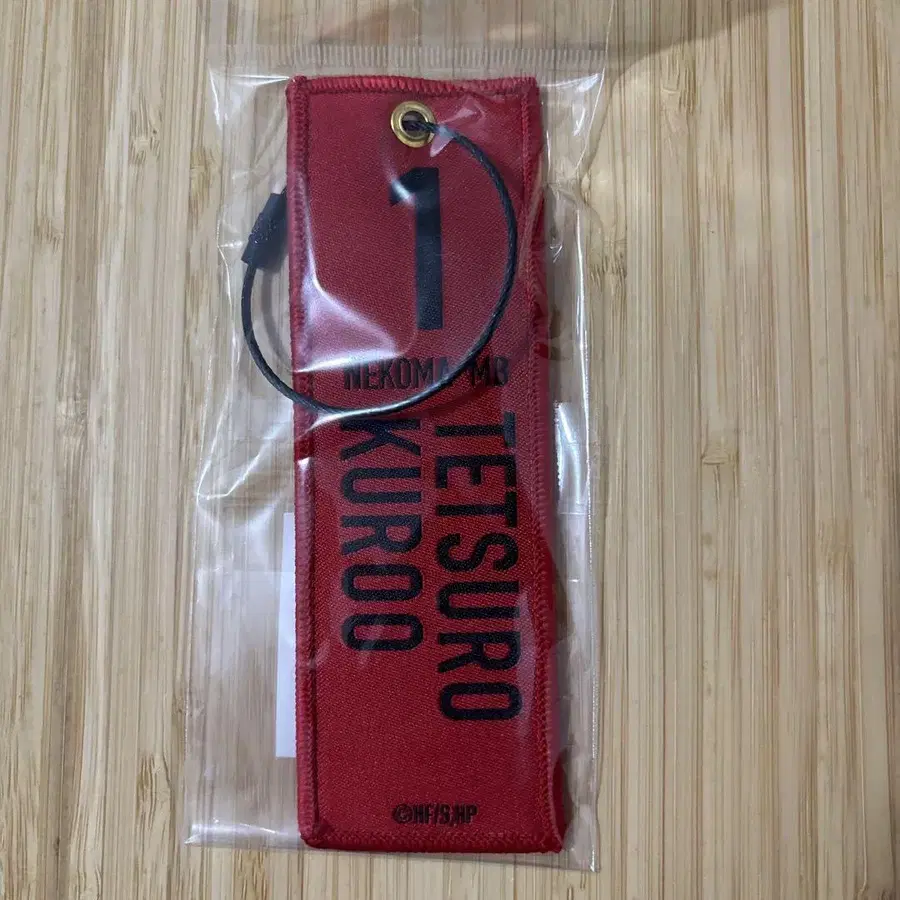 1
NEKOMA MB
TETSURO
KUROO
©HF/S,HP